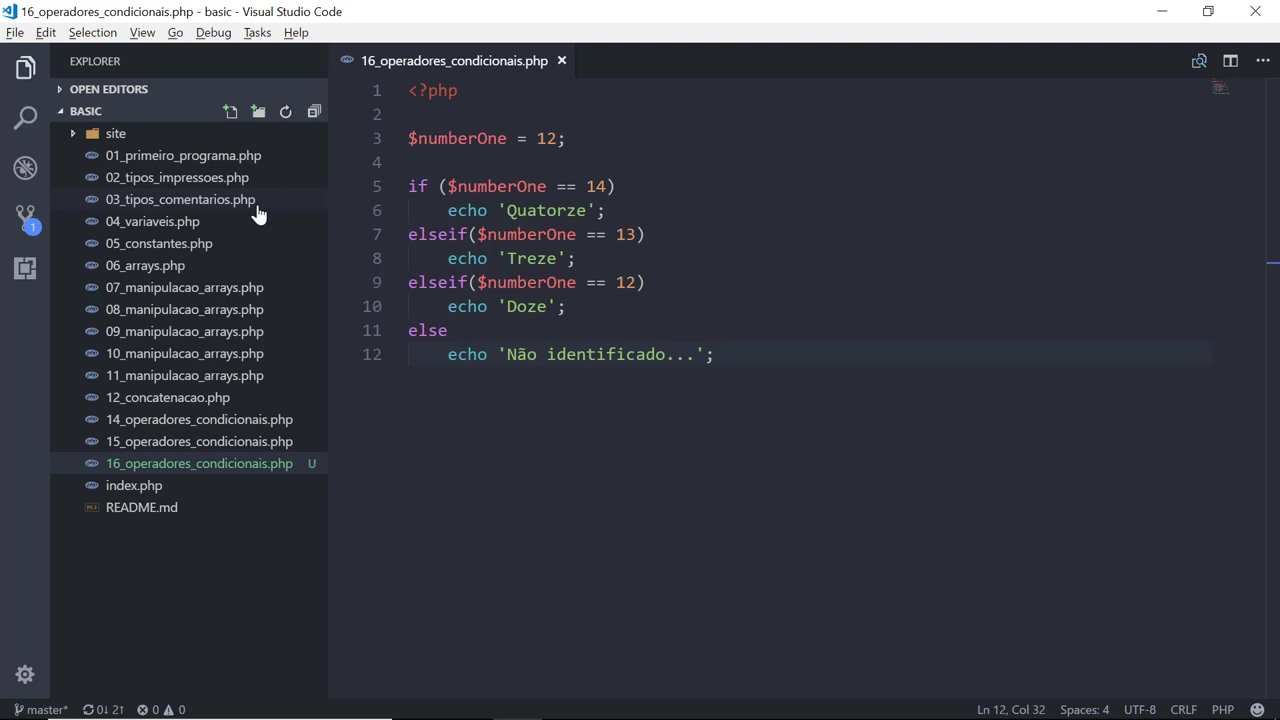 16_operadores_condicionais.php - basic - Visual Studio Code
File Edit Selection View Go Debug Tasks Help
EXPLORER
16_operadores_condicionais.php
OPEN EDITORS
BASIC
site
01_primeiro_programa.php
02_tipos_impressoes.php
03_tipos_comentarios.php
04_variaveis.php
05_constantes.php
06_arrays.php
07_manipulacao_arrays.php
08_manipulacao_arrays.php
09_manipulacao_arrays.php
10_manipulacao_arrays.php
11_manipulacao_arrays.php
12_concatenacao.php
14_operadores_condicionais.php
15_operadores_condicionais.php
16_operadores_condicionais.php U
index.php
README.md
1
1 <?php
2
3 $numberOne = 12;
4
5 if ($numberOne == 14)
6 echo 'Quatorze';
7 elseif($numberOne == 13)
8 echo 'Treze';
9 elseif($numberOne == 12)
10 echo 'Doze';
11 else
12 echo 'Não identificado...';
master* 0↓ 2↑ 0 0 Ln 12, Col 32 Spaces: 4 UTF-8 CRLF PHP